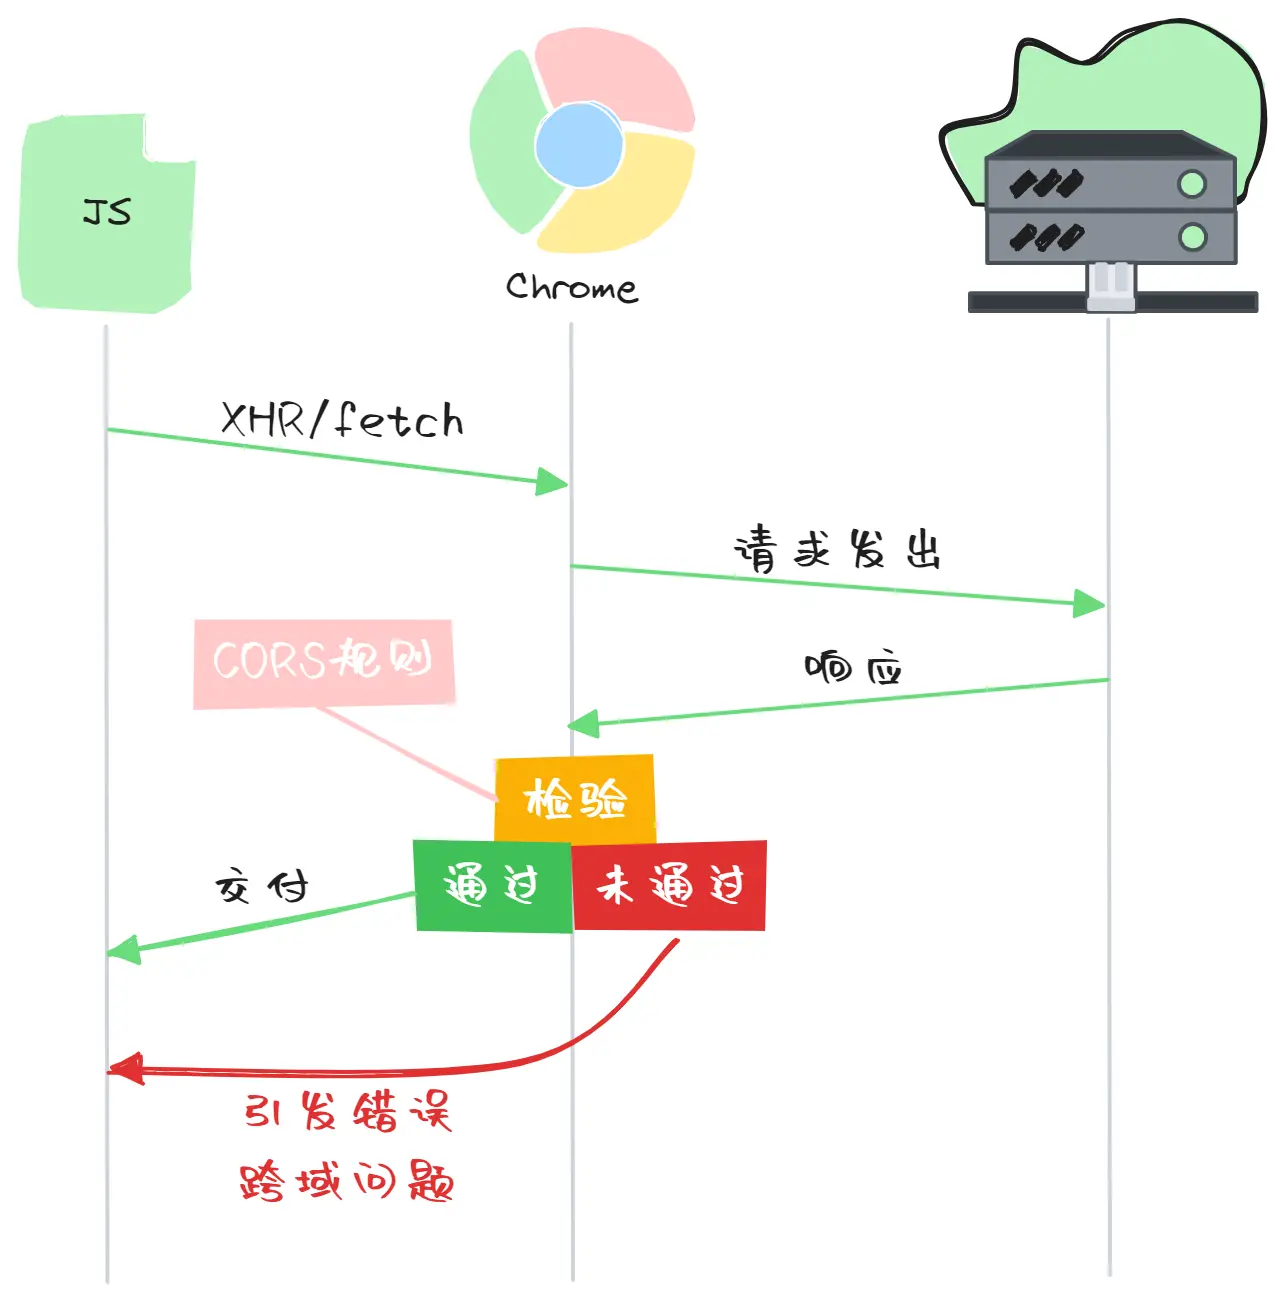 JS
Chrome
XHR/fetch
请求发出
响应
CORS规则
检验
通过
未通过
交付
引发错误
跨域问题